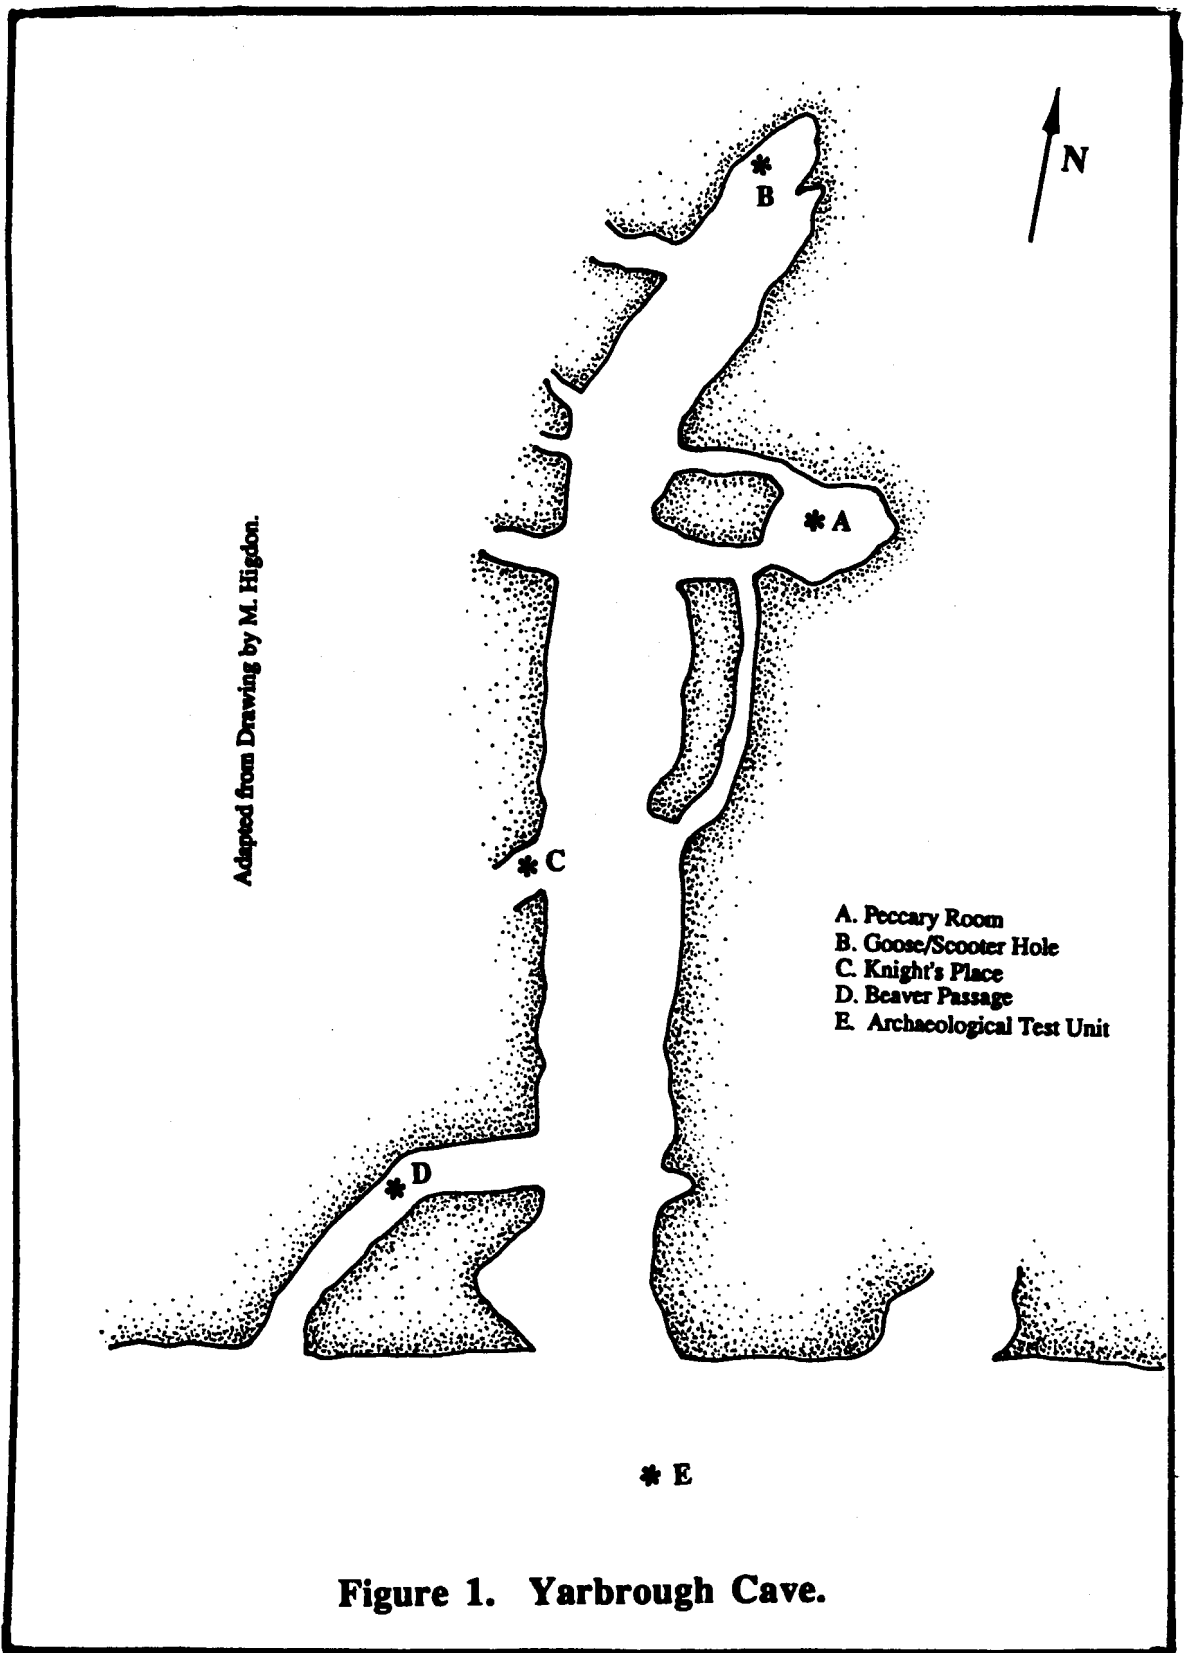 N
B
A
Adapted from Drawing by M. Higdon.
C
A. Peccary Room
B. Goose/Scooter Hole
C. Knight's Place
D. Beaver Passage
E. Archaeological Test Unit
D
E
Figure 1. Yarbrough Cave.